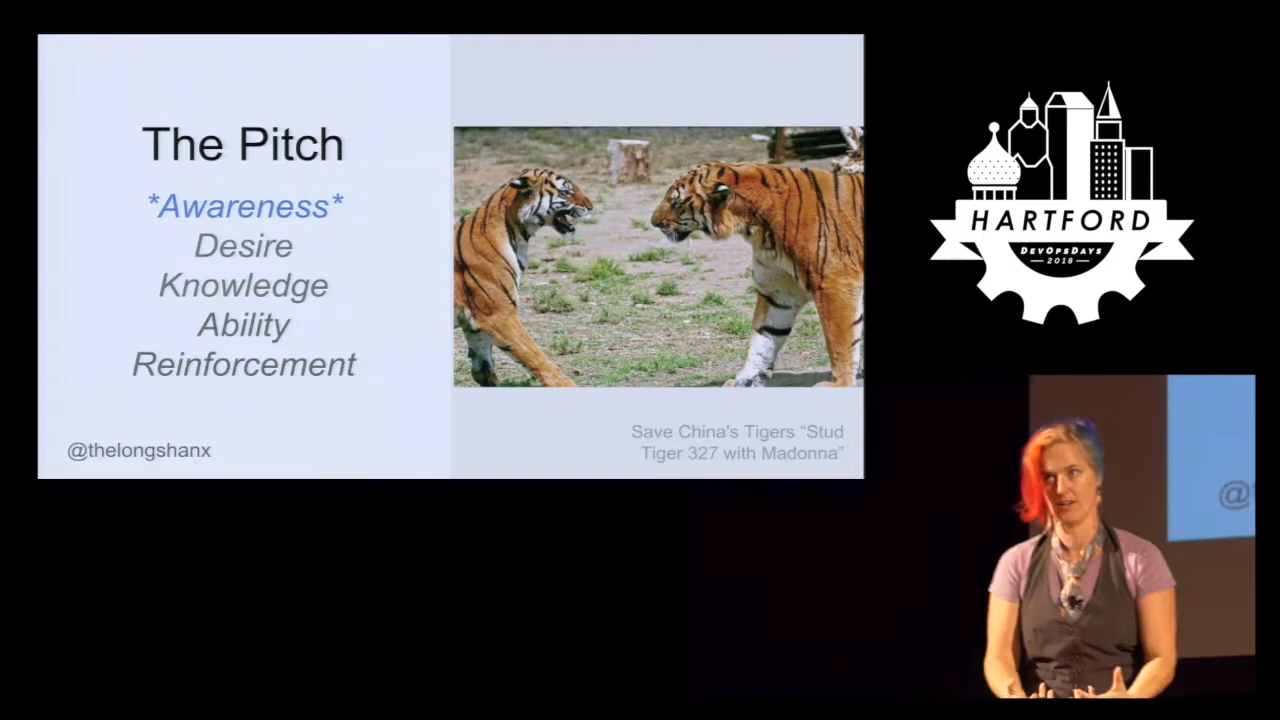 The Pitch
*Awareness*
Desire
Knowledge
Ability
Reinforcement
@thelongshanx
Save China's Tigers “Stud
Tiger 327 with Madonna”
HARTFORD
DEVOPSDAYS
2018
@